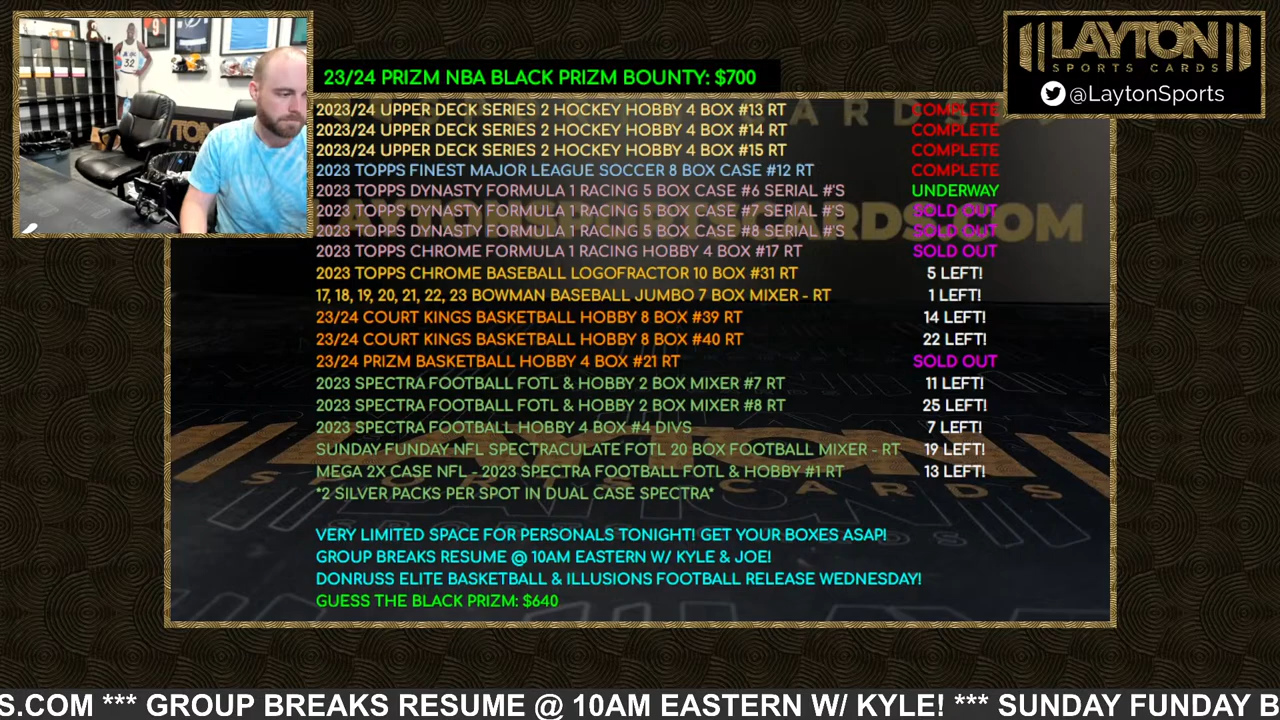 23/24 PRIZM NBA BLACK PRIZM BOUNTY: $700
LAYTON
SPORTS CARDS
@LaytonSports
2023/24 UPPER DECK SERIES 2 HOCKEY HOBBY 4 BOX #13 RT COMPLETE
2023/24 UPPER DECK SERIES 2 HOCKEY HOBBY 4 BOX #14 RT COMPLETE
2023/24 UPPER DECK SERIES 2 HOCKEY HOBBY 4 BOX #15 RT COMPLETE
2023 TOPPS FINEST MAJOR LEAGUE SOCCER 8 BOX CASE #12 RT COMPLETE
2023 TOPPS DYNASTY FORMULA 1 RACING 5 BOX CASE #6 SERIAL #'S UNDERWAY
2023 TOPPS DYNASTY FORMULA 1 RACING 5 BOX CASE #7 SERIAL #'S SOLD OUT
2023 TOPPS DYNASTY FORMULA 1 RACING 5 BOX CASE #8 SERIAL #'S SOLD OUT
2023 TOPPS CHROME FORMULA 1 RACING HOBBY 4 BOX #17 RT SOLD OUT
2023 TOPPS CHROME BASEBALL LOGOFRACTOR 10 BOX #31 RT 5 LEFT!
17, 18, 19, 20, 21, 22, 23 BOWMAN BASEBALL JUMBO 7 BOX MIXER - RT 1 LEFT!
23/24 COURT KINGS BASKETBALL HOBBY 8 BOX #39 RT 14 LEFT!
23/24 COURT KINGS BASKETBALL HOBBY 8 BOX #40 RT 22 LEFT!
23/24 PRIZM BASKETBALL HOBBY 4 BOX #21 RT SOLD OUT
2023 SPECTRA FOOTBALL FOTL & HOBBY 2 BOX MIXER #7 RT 11 LEFT!
2023 SPECTRA FOOTBALL FOTL & HOBBY 2 BOX MIXER #8 RT 25 LEFT!
2023 SPECTRA FOOTBALL HOBBY 4 BOX #4 DIVS 7 LEFT!
SUNDAY FUNDAY NFL SPECTRACULATE FOTL 20 BOX FOOTBALL MIXER - RT 19 LEFT!
MEGA 2X CASE NFL - 2023 SPECTRA FOOTBALL FOTL & HOBBY #1 RT 13 LEFT!
*2 SILVER PACKS PER SPOT IN DUAL CASE SPECTRA*
VERY LIMITED SPACE FOR PERSONALS TONIGHT! GET YOUR BOXES ASAP!
GROUP BREAKS RESUME @ 10AM EASTERN W/ KYLE & JOE!
DONRUSS ELITE BASKETBALL & ILLUSIONS FOOTBALL RELEASE WEDNESDAY!
GUESS THE BLACK PRIZM: $640
S.COM *** GROUP BREAKS RESUME @ 10AM EASTERN W/ KYLE! *** SUNDAY FUNDAY B